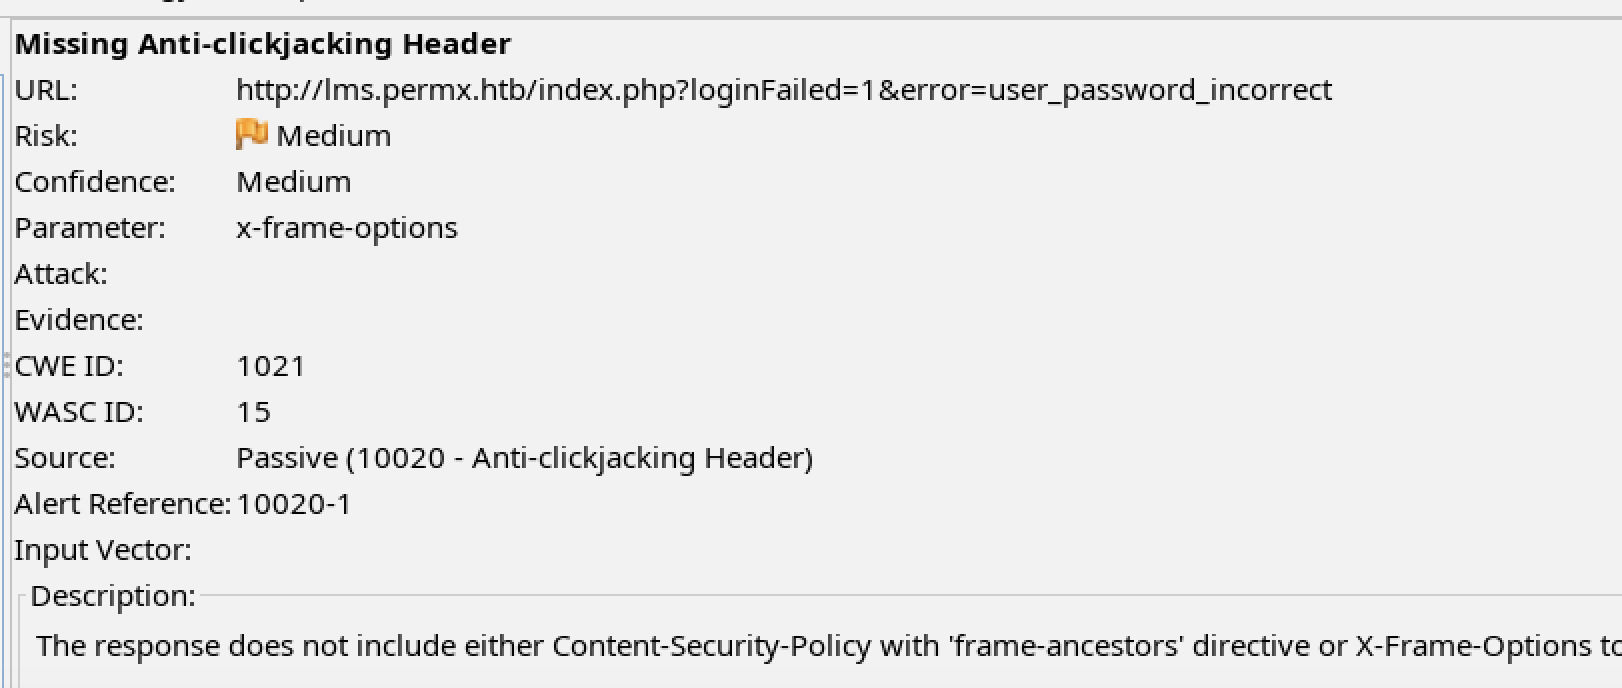 Missing Anti-clickjacking Header
URL: http://lms.permx.htb/index.php?loginFailed=1&error=user_password_incorrect
Risk: Medium
Confidence: Medium
Parameter: x-frame-options
Attack:
Evidence:
CWE ID: 1021
WASC ID: 15
Source: Passive (10020 - Anti-clickjacking Header)
Alert Reference: 10020-1
Input Vector:
Description:
The response does not include either Content-Security-Policy with 'frame-ancestors' directive or X-Frame-Options to